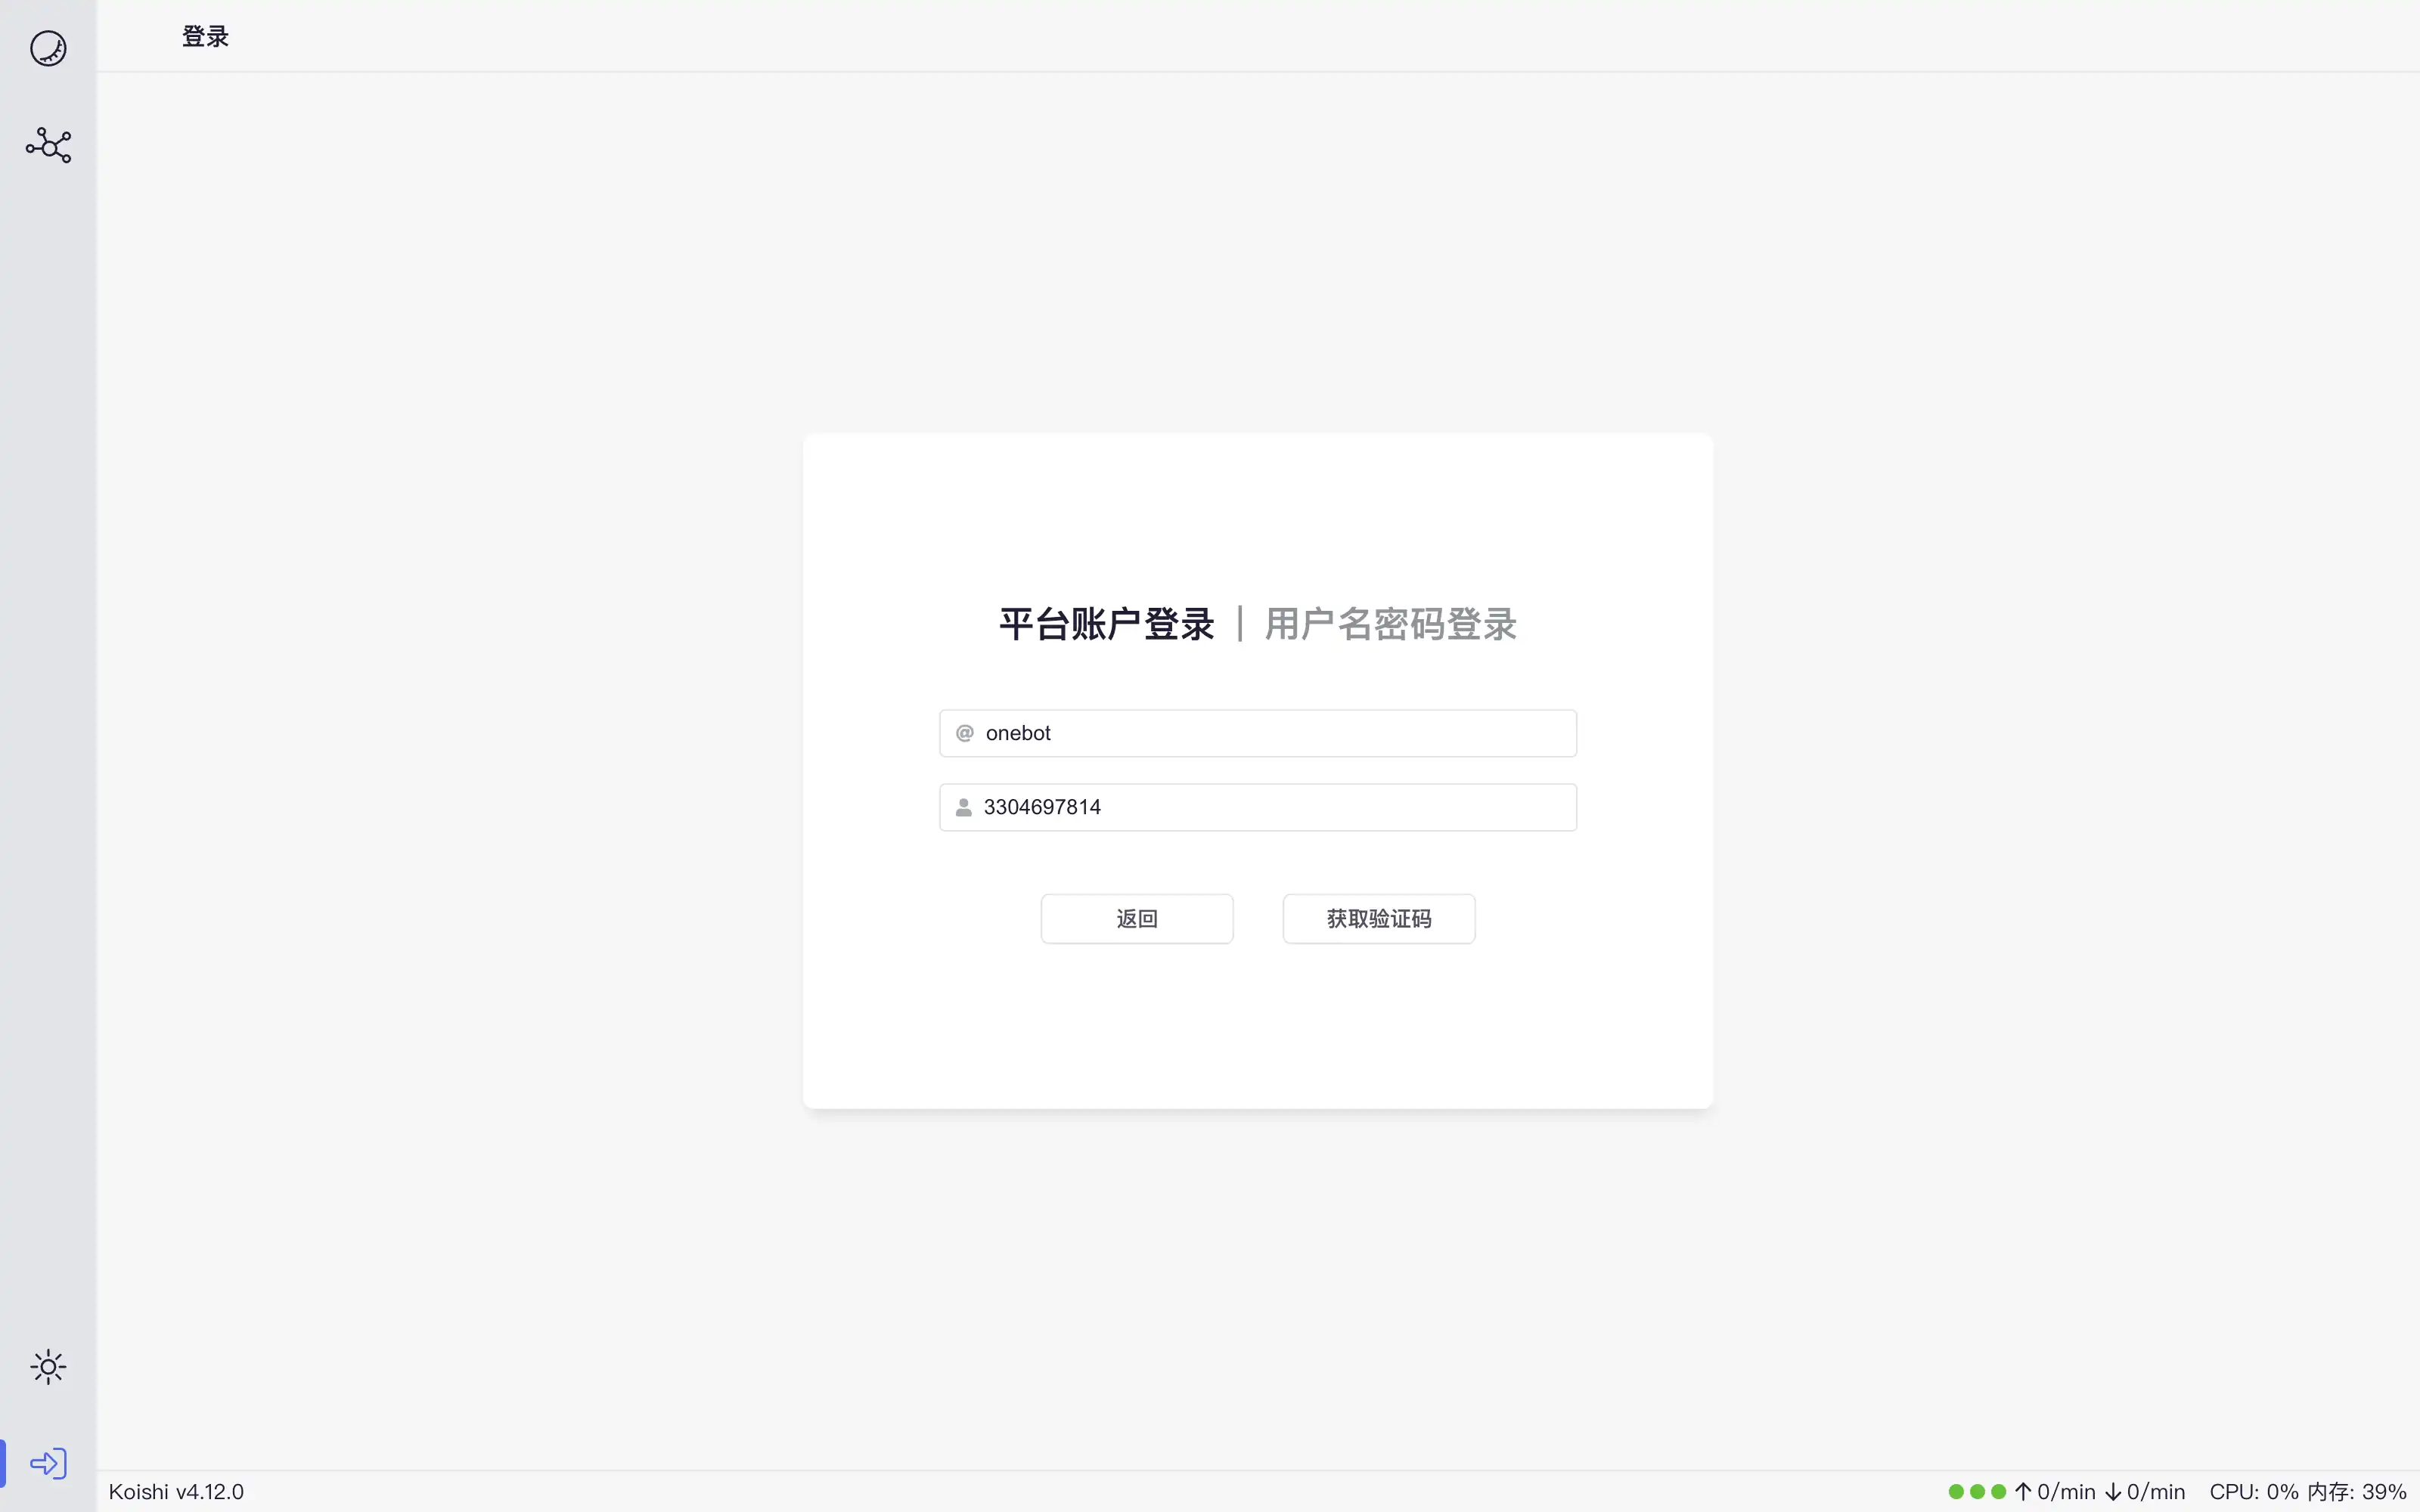 登录
平台账户登录 | 用户名密码登录
@ onebot
3304697814
返回 获取验证码
Koishi v4.12.0 ↑ 0/min ↓ 0/min CPU: 0% 内存: 39%